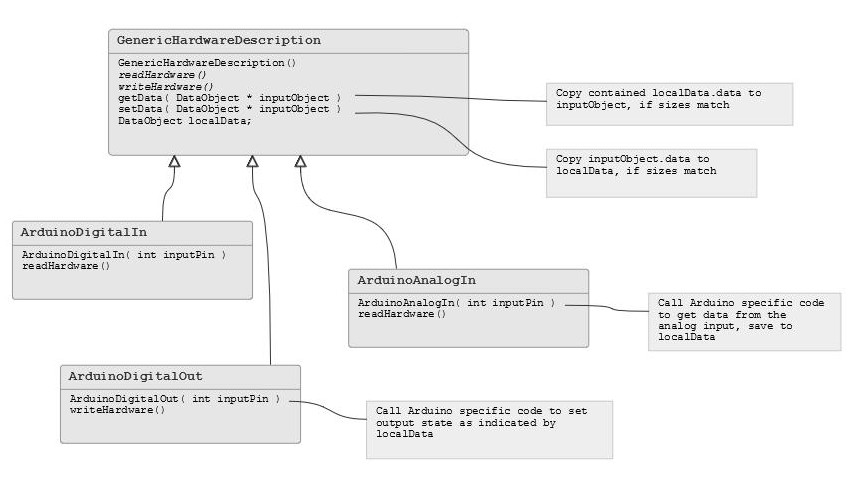 GenericHardwareDescription
GenericHardwareDescription()
readHardware()
writeHardware()
getData( DataObject * inputObject )
setData( DataObject * inputObject )
DataObject localData;
Copy contained localData.data to
inputObject, if sizes match
Copy inputObject.data to
localData, if sizes match
ArduinoDigitalIn
ArduinoDigitalIn( int inputPin )
readHardware()
ArduinoAnalogIn
ArduinoAnalogIn( int inputPin )
readHardware()
Call Arduino specific code
to get data from the
analog input, save to
localData
ArduinoDigitalOut
ArduinoDigitalOut( int inputPin )
writeHardware()
Call Arduino specific code to set
output state as indicated by
localData